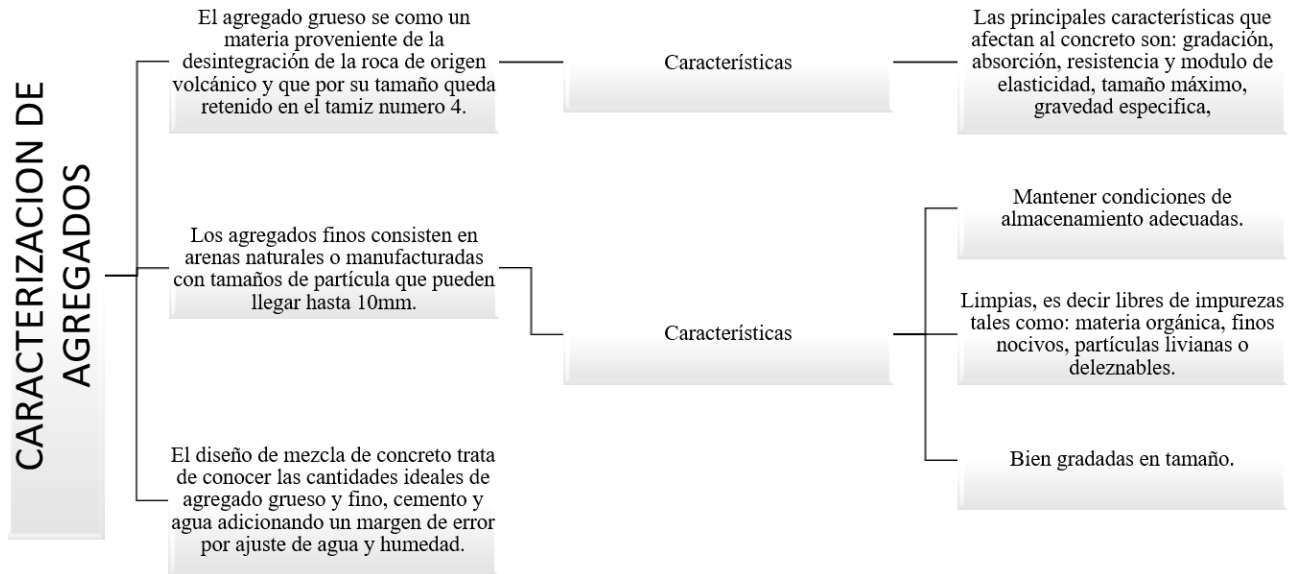 CARACTERIZACION DE
AGREGADOS
El agregado grueso se como un
materia proveniente de la
desintegración de la roca de origen
volcánico y que por su tamaño queda
retenido en el tamiz numero 4.
Características
Las principales características que
afectan al concreto son: gradación,
absorción, resistencia y modulo de
elasticidad, tamaño máximo,
gravedad especifica,
Los agregados finos consisten en
arenas naturales o manufacturadas
con tamaños de partícula que pueden
llegar hasta 10mm.
Características
Mantener condiciones de
almacenamiento adecuadas.
Limpias, es decir libres de impurezas
tales como: materia orgánica, finos
nocivos, partículas livianas o
deleznables.
Bien gradadas en tamaño.
El diseño de mezcla de concreto trata
de conocer las cantidades ideales de
agregado grueso y fino, cemento y
agua adicionando un margen de error
por ajuste de agua y humedad.